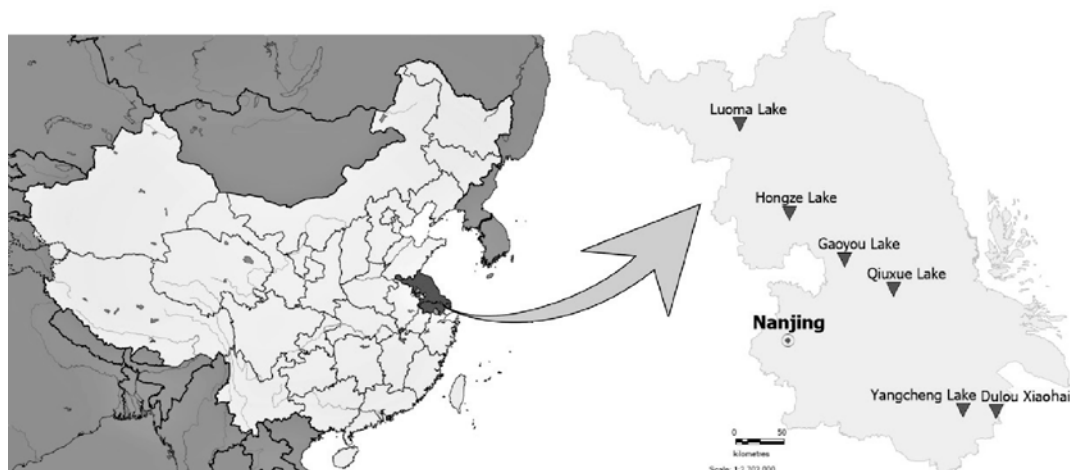 Luoma Lake
Hongze Lake
Gaoyou Lake
Qiuxue Lake
Nanjing
Yangcheng Lake
Dulou Xiaohai
0 50
kilometres